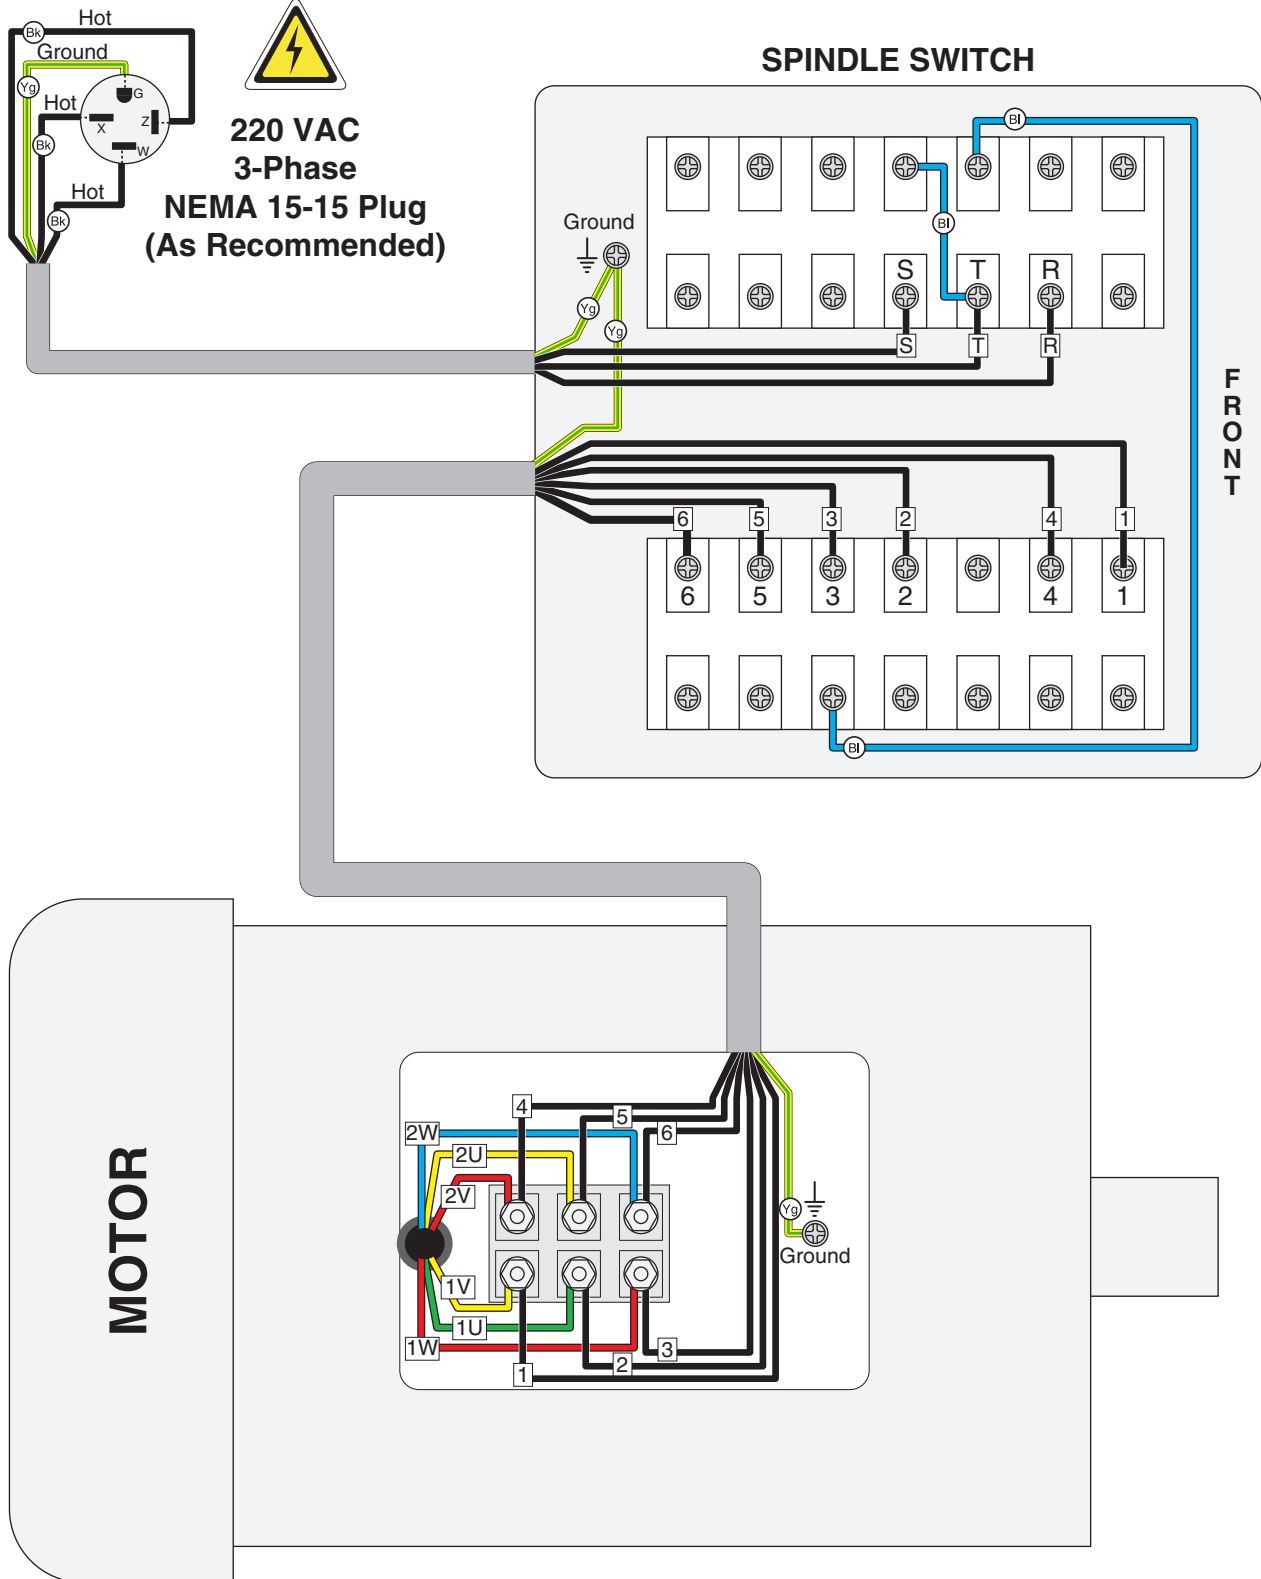 Hot
Bk
Ground
Yg
G
Hot
X
Z
Bk
W
Hot
Bk
220 VAC
3-Phase
NEMA 15-15 Plug
(As Recommended)
SPINDLE SWITCH
Bl
Bl
Ground
Yg
Yg
S T R
S T R
FRONT
6 5 3 2 4 1
6 5 3 2 4 1
Bl
MOTOR
4
5
6
2W
2U
2V
1V
1U
1W
1
2
3
Yg
Ground